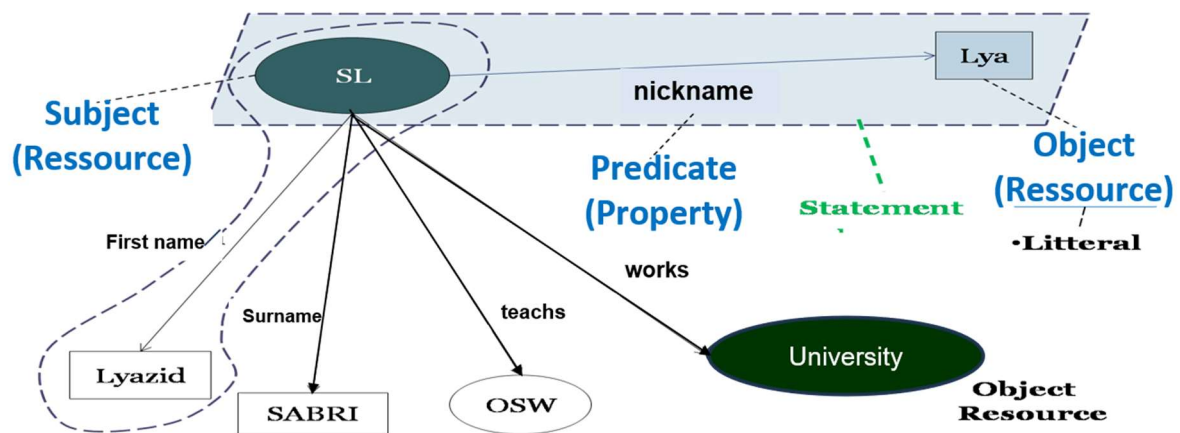 SL
Lya
nickname
Subject
(Ressource)
Predicate
(Property)
Statement
Object
(Ressource)
•Litteral
First name
works
Surname
teachs
Lyazid
SABRI
OSW
University
Object
Resource